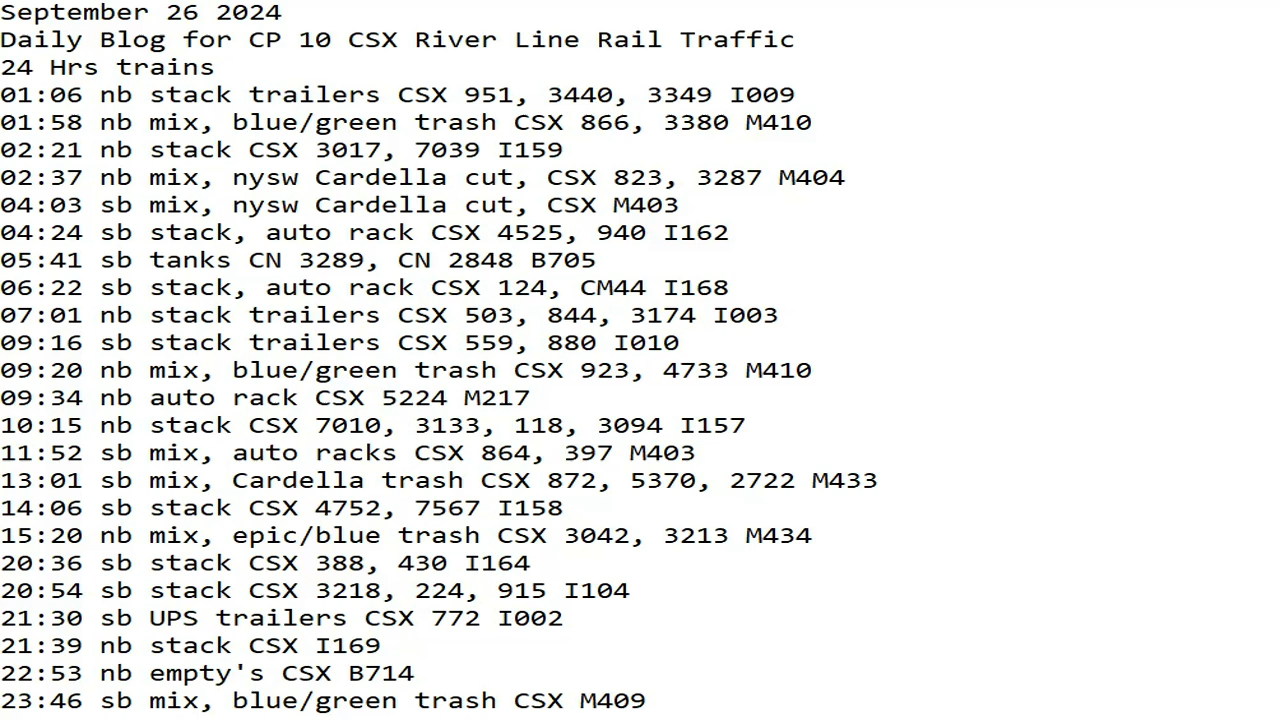 September 26 2024
Daily Blog for CP 10 CSX River Line Rail Traffic
24 Hrs trains
01:06 nb stack trailers CSX 951, 3440, 3349 I009
01:58 nb mix, blue/green trash CSX 866, 3380 M410
02:21 nb stack CSX 3017, 7039 I159
02:37 nb mix, nysw Cardella cut, CSX 823, 3287 M404
04:03 sb mix, nysw Cardella cut, CSX M403
04:24 sb stack, auto rack CSX 4525, 940 I162
05:41 sb tanks CN 3289, CN 2848 B705
06:22 sb stack, auto rack CSX 124, CM44 I168
07:01 nb stack trailers CSX 503, 844, 3174 I003
09:16 sb stack trailers CSX 559, 880 I010
09:20 nb mix, blue/green trash CSX 923, 4733 M410
09:34 nb auto rack CSX 5224 M217
10:15 nb stack CSX 7010, 3133, 118, 3094 I157
11:52 sb mix, auto racks CSX 864, 397 M403
13:01 sb mix, Cardella trash CSX 872, 5370, 2722 M433
14:06 sb stack CSX 4752, 7567 I158
15:20 nb mix, epic/blue trash CSX 3042, 3213 M434
20:36 sb stack CSX 388, 430 I164
20:54 sb stack CSX 3218, 224, 915 I104
21:30 sb UPS trailers CSX 772 I002
21:39 nb stack CSX I169
22:53 nb empty's CSX B714
23:46 sb mix, blue/green trash CSX M409